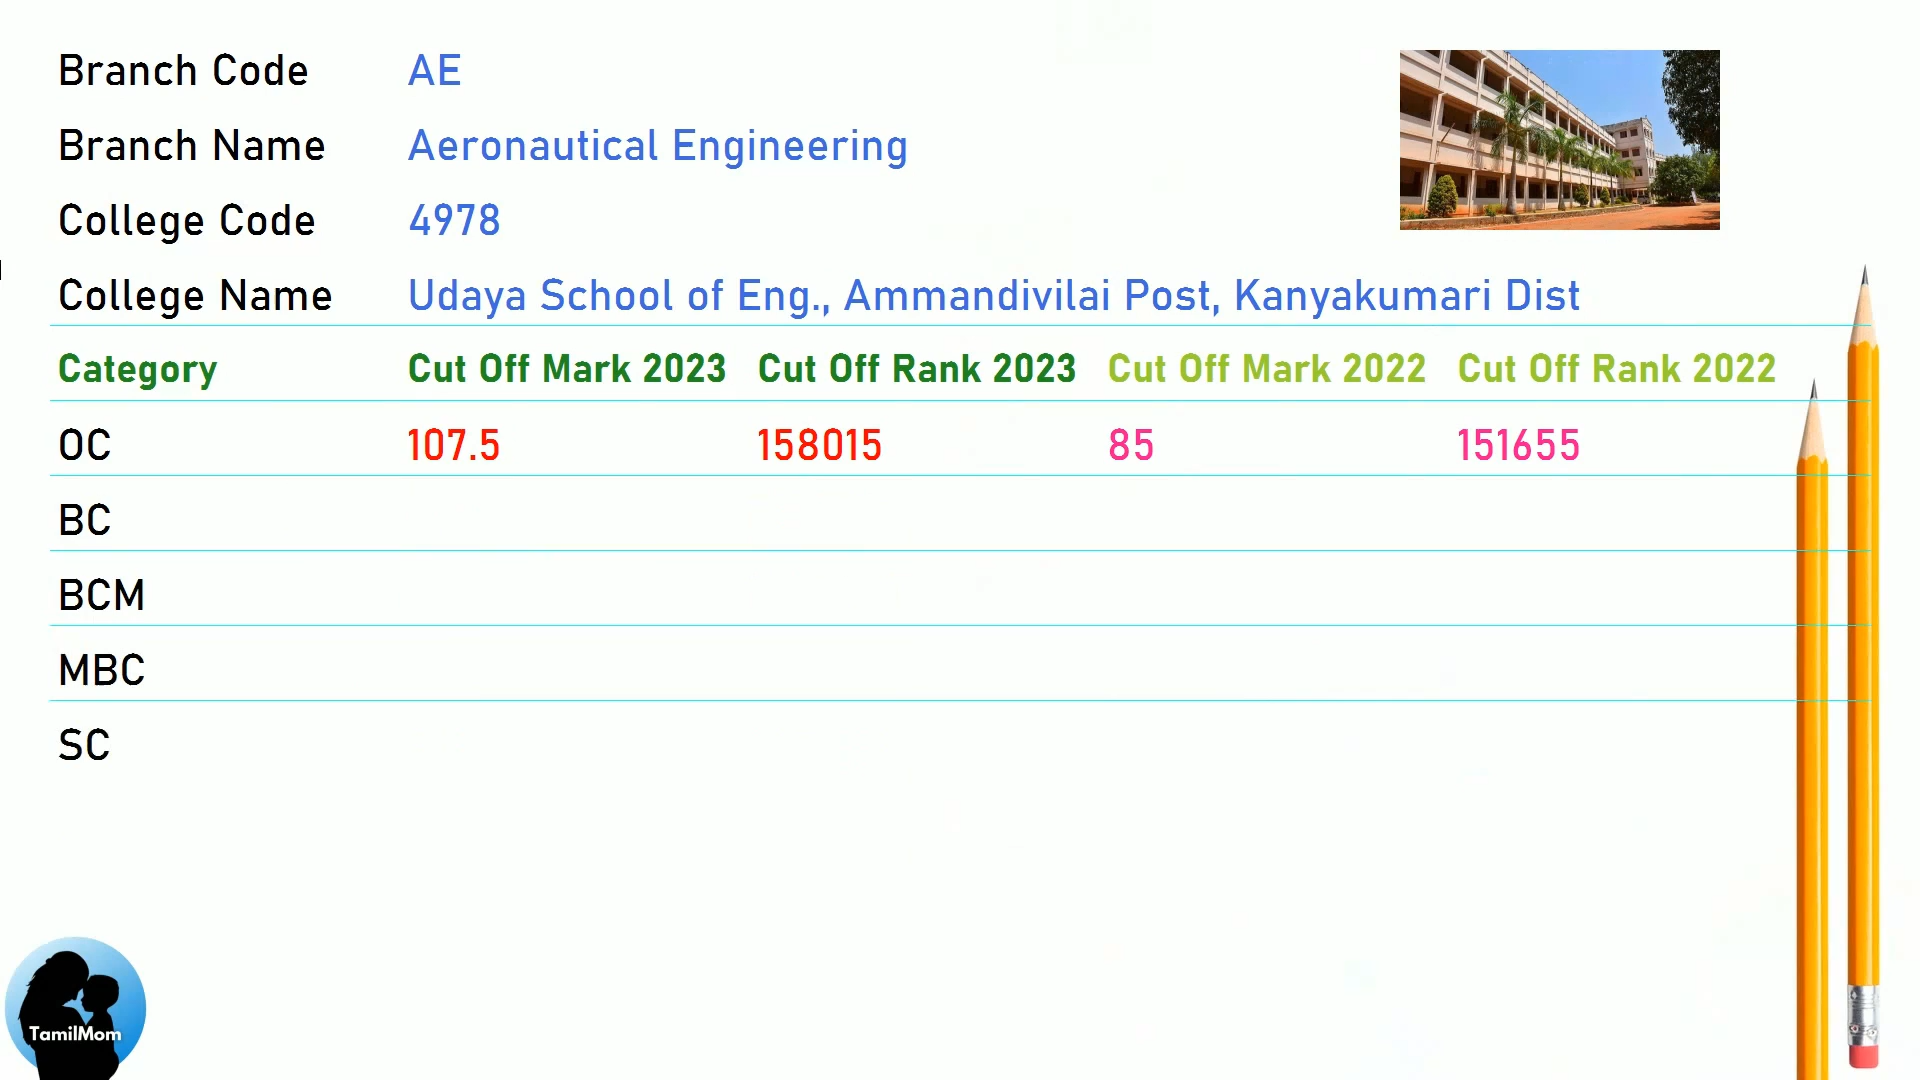 Branch Code AE
Branch Name Aeronautical Engineering
College Code 4978
College Name Udaya School of Eng., Ammandivilai Post, Kanyakumari Dist
Category Cut Off Mark 2023 Cut Off Rank 2023 Cut Off Mark 2022 Cut Off Rank 2022
OC 107.5 158015 85 151655
BC
BCM
MBC
SC
TamilMom